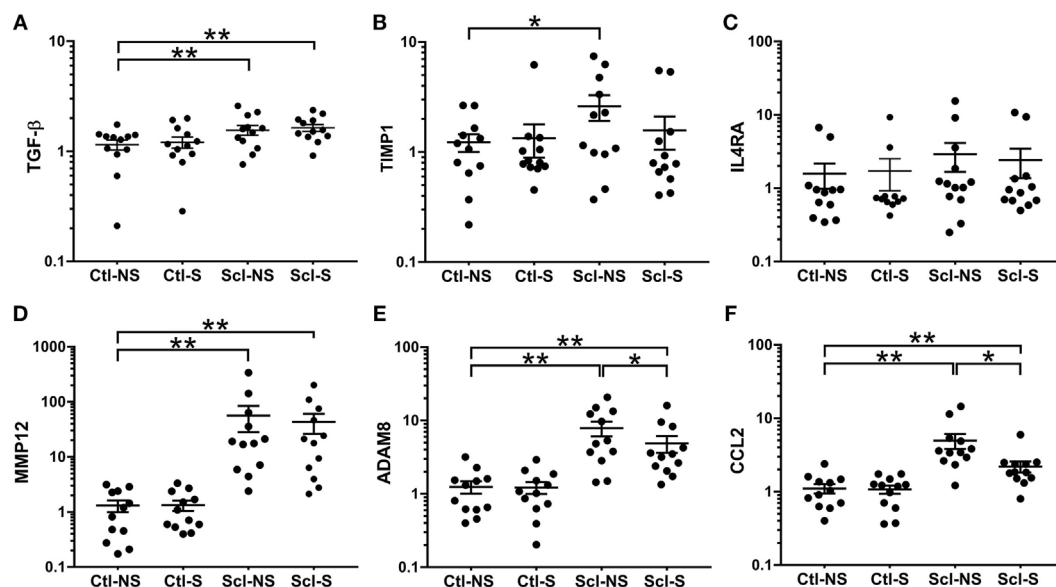 A
**
**
TGF-β
10
1
0.1
Ctl-NS Ctl-S Scl-NS Scl-S
B
*
TIMP1
10
1
0.1
Ctl-NS Ctl-S Scl-NS Scl-S
C
IL4RA
100
10
1
0.1
Ctl-NS Ctl-S Scl-NS Scl-S
D
**
**
MMP12
1000
100
10
1
0.1
Ctl-NS Ctl-S Scl-NS Scl-S
E
**
** *
ADAM8
100
10
1
0.1
Ctl-NS Ctl-S Scl-NS Scl-S
F
**
** *
CCL2
100
10
1
0.1
Ctl-NS Ctl-S Scl-NS Scl-S